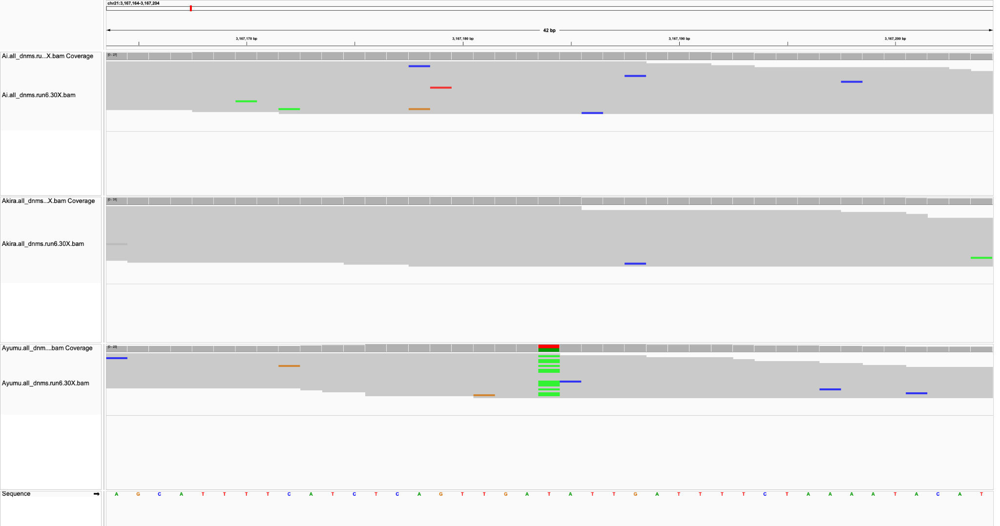 chr21:3,167,164-3,167,204
42 bp
3,167,170 bp 3,167,180 bp 3,167,190 bp 3,167,200 bp
Ai.all_dnms.ru...X.bam Coverage [0 - 27]
Ai.all_dnms.run6.30X.bam
Akira.all_dnms...X.bam Coverage [0 - 31]
Akira.all_dnms.run6.30X.bam
Ayumu.all_dnm....bam Coverage [0 - 23]
Ayumu.all_dnms.run6.30X.bam
Sequence A G C A T T T T C A T C T C A G T T G A T A T T G A T T T T C T A A A A T A C A T